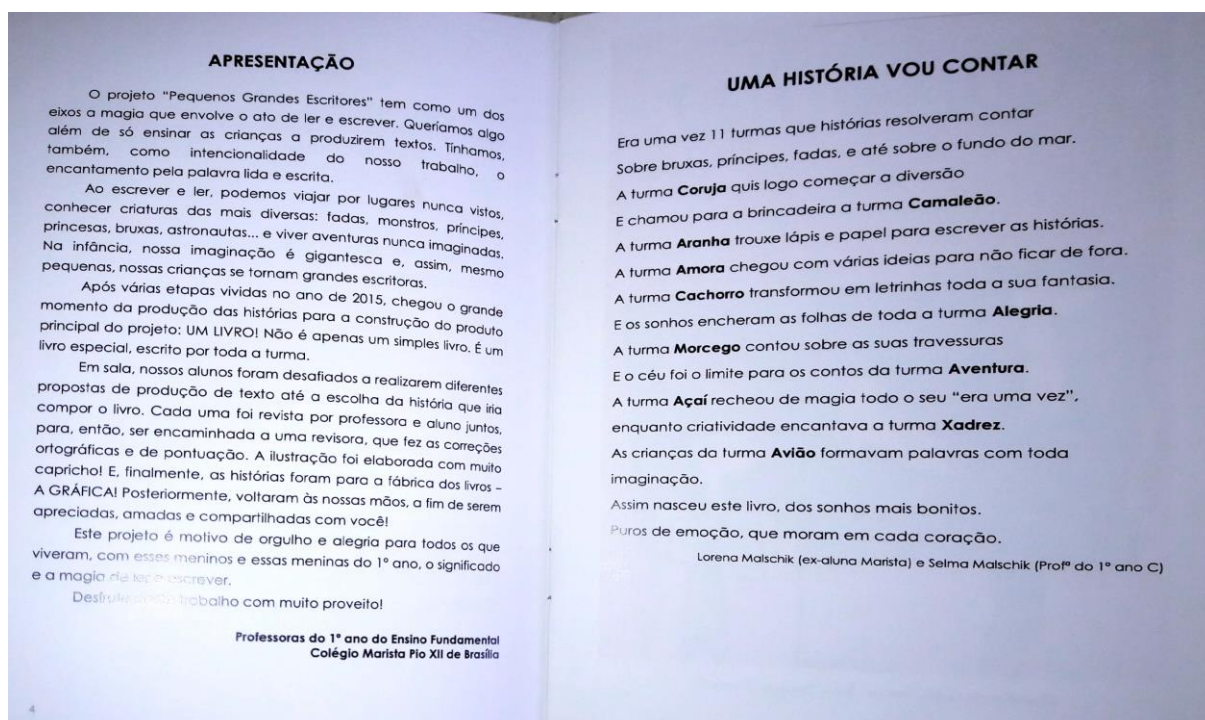 APRESENTAÇÃO
O projeto "Pequenos Grandes Escritores" tem como um dos
eixos a magia que envolve o ato de ler e escrever. Queríamos algo
além de só ensinar as crianças a produzirem textos. Tínhamos,
também, como intencionalidade do nosso trabalho, o
encantamento pela palavra lida e escrita.
Ao escrever e ler, podemos viajar por lugares nunca vistos,
conhecer criaturas das mais diversas: fadas, monstros, príncipes,
princesas, bruxas, astronautas... e viver aventuras nunca imaginadas.
Na infância, nossa imaginação é gigantesca e, assim, mesmo
pequenas, nossas crianças se tornam grandes escritoras.
Após várias etapas vividas no ano de 2015, chegou o grande
momento da produção das histórias para a construção do produto
principal do projeto: UM LIVRO! Não é apenas um simples livro. É um
livro especial, escrito por toda a turma.
Em sala, nossos alunos foram desafiados a realizarem diferentes
propostas de produção de texto até a escolha da história que iria
compor o livro. Cada uma foi revista por professora e aluno juntos,
para, então, ser encaminhada a uma revisora, que fez as correções
ortográficas e de pontuação. A ilustração foi elaborada com muito
capricho! E, finalmente, as histórias foram para a fábrica dos livros –
A GRÁFICA! Posteriormente, voltaram às nossas mãos, a fim de serem
apreciadas, amadas e compartilhadas com você!
Este projeto é motivo de orgulho e alegria para todos os que
viveram, com esses meninos e essas meninas do 1º ano, o significado
e a magia de ler e escrever.
trabalho com muito proveito!
Professoras do 1º ano do Ensino Fundamental
Colégio Marista Pio XII de Brasília
4
UMA HISTÓRIA VOU CONTAR
Era uma vez 11 turmas que histórias resolveram contar
Sobre bruxas, príncipes, fadas, e até sobre o fundo do mar.
A turma Coruja quis logo começar a diversão
E chamou para a brincadeira a turma Camaleão.
A turma Aranha trouxe lápis e papel para escrever as histórias.
A turma Amora chegou com várias ideias para não ficar de fora.
A turma Cachorro transformou em letrinhas toda a sua fantasia.
E os sonhos encheram as folhas de toda a turma Alegria.
A turma Morcego contou sobre as suas travessuras
E o céu foi o limite para os contos da turma Aventura.
A turma Açaí recheou de magia todo o seu "era uma vez",
enquanto criatividade encantava a turma Xadrez.
As crianças da turma Avião formavam palavras com toda
imaginação.
Assim nasceu este livro, dos sonhos mais bonitos.
Puros de emoção, que moram em cada coração.
Lorena Malschik (ex-aluna Marista) e Selma Malschik (Profª do 1º ano C)